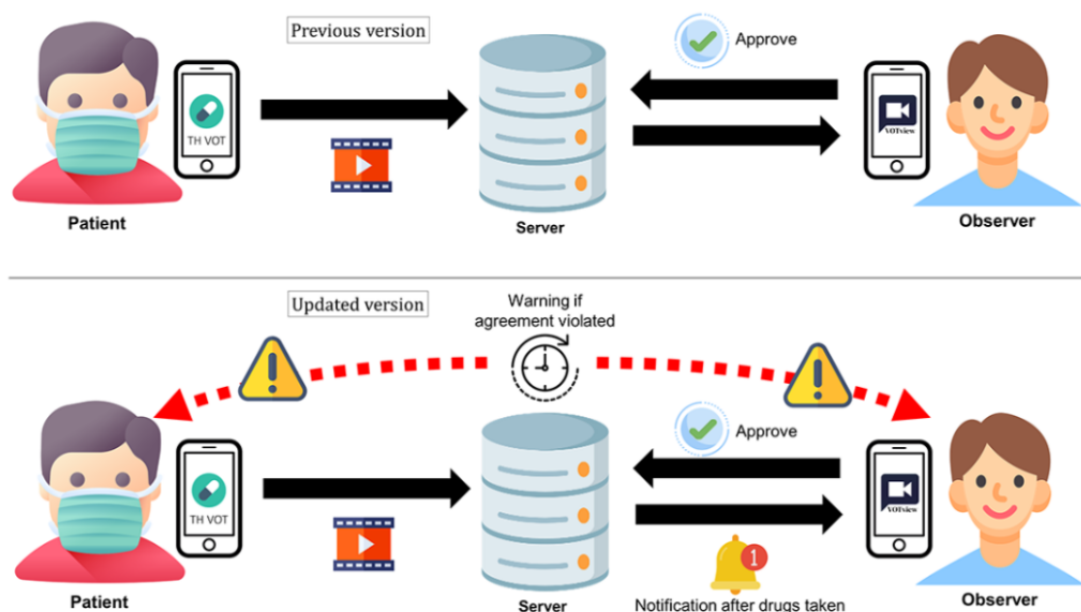 Previous version
Approve
TH VOT
VOTview
Patient
Server
Observer
Updated version
Warning if
agreement violated
Approve
TH VOT
VOTview
1
Patient
Server
Notification after drugs taken
Observer